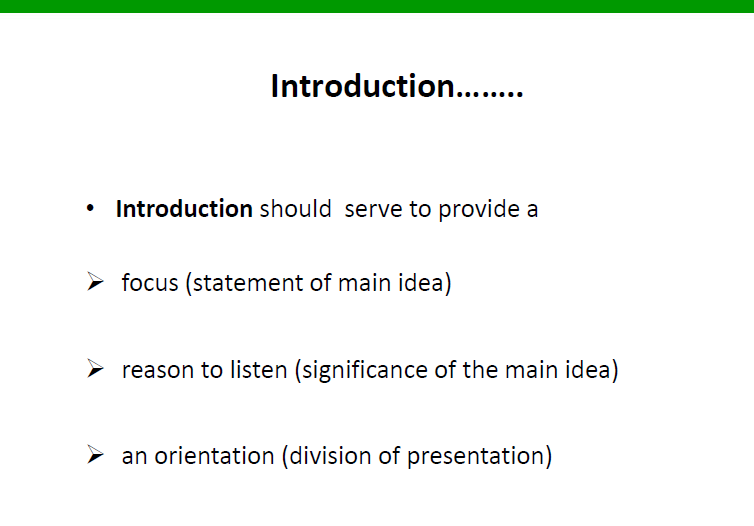 Introduction……..
• Introduction should  serve to provide a
➢ focus (statement of main idea)
➢ reason to listen (significance of the main idea)
➢ an orientation (division of presentation)